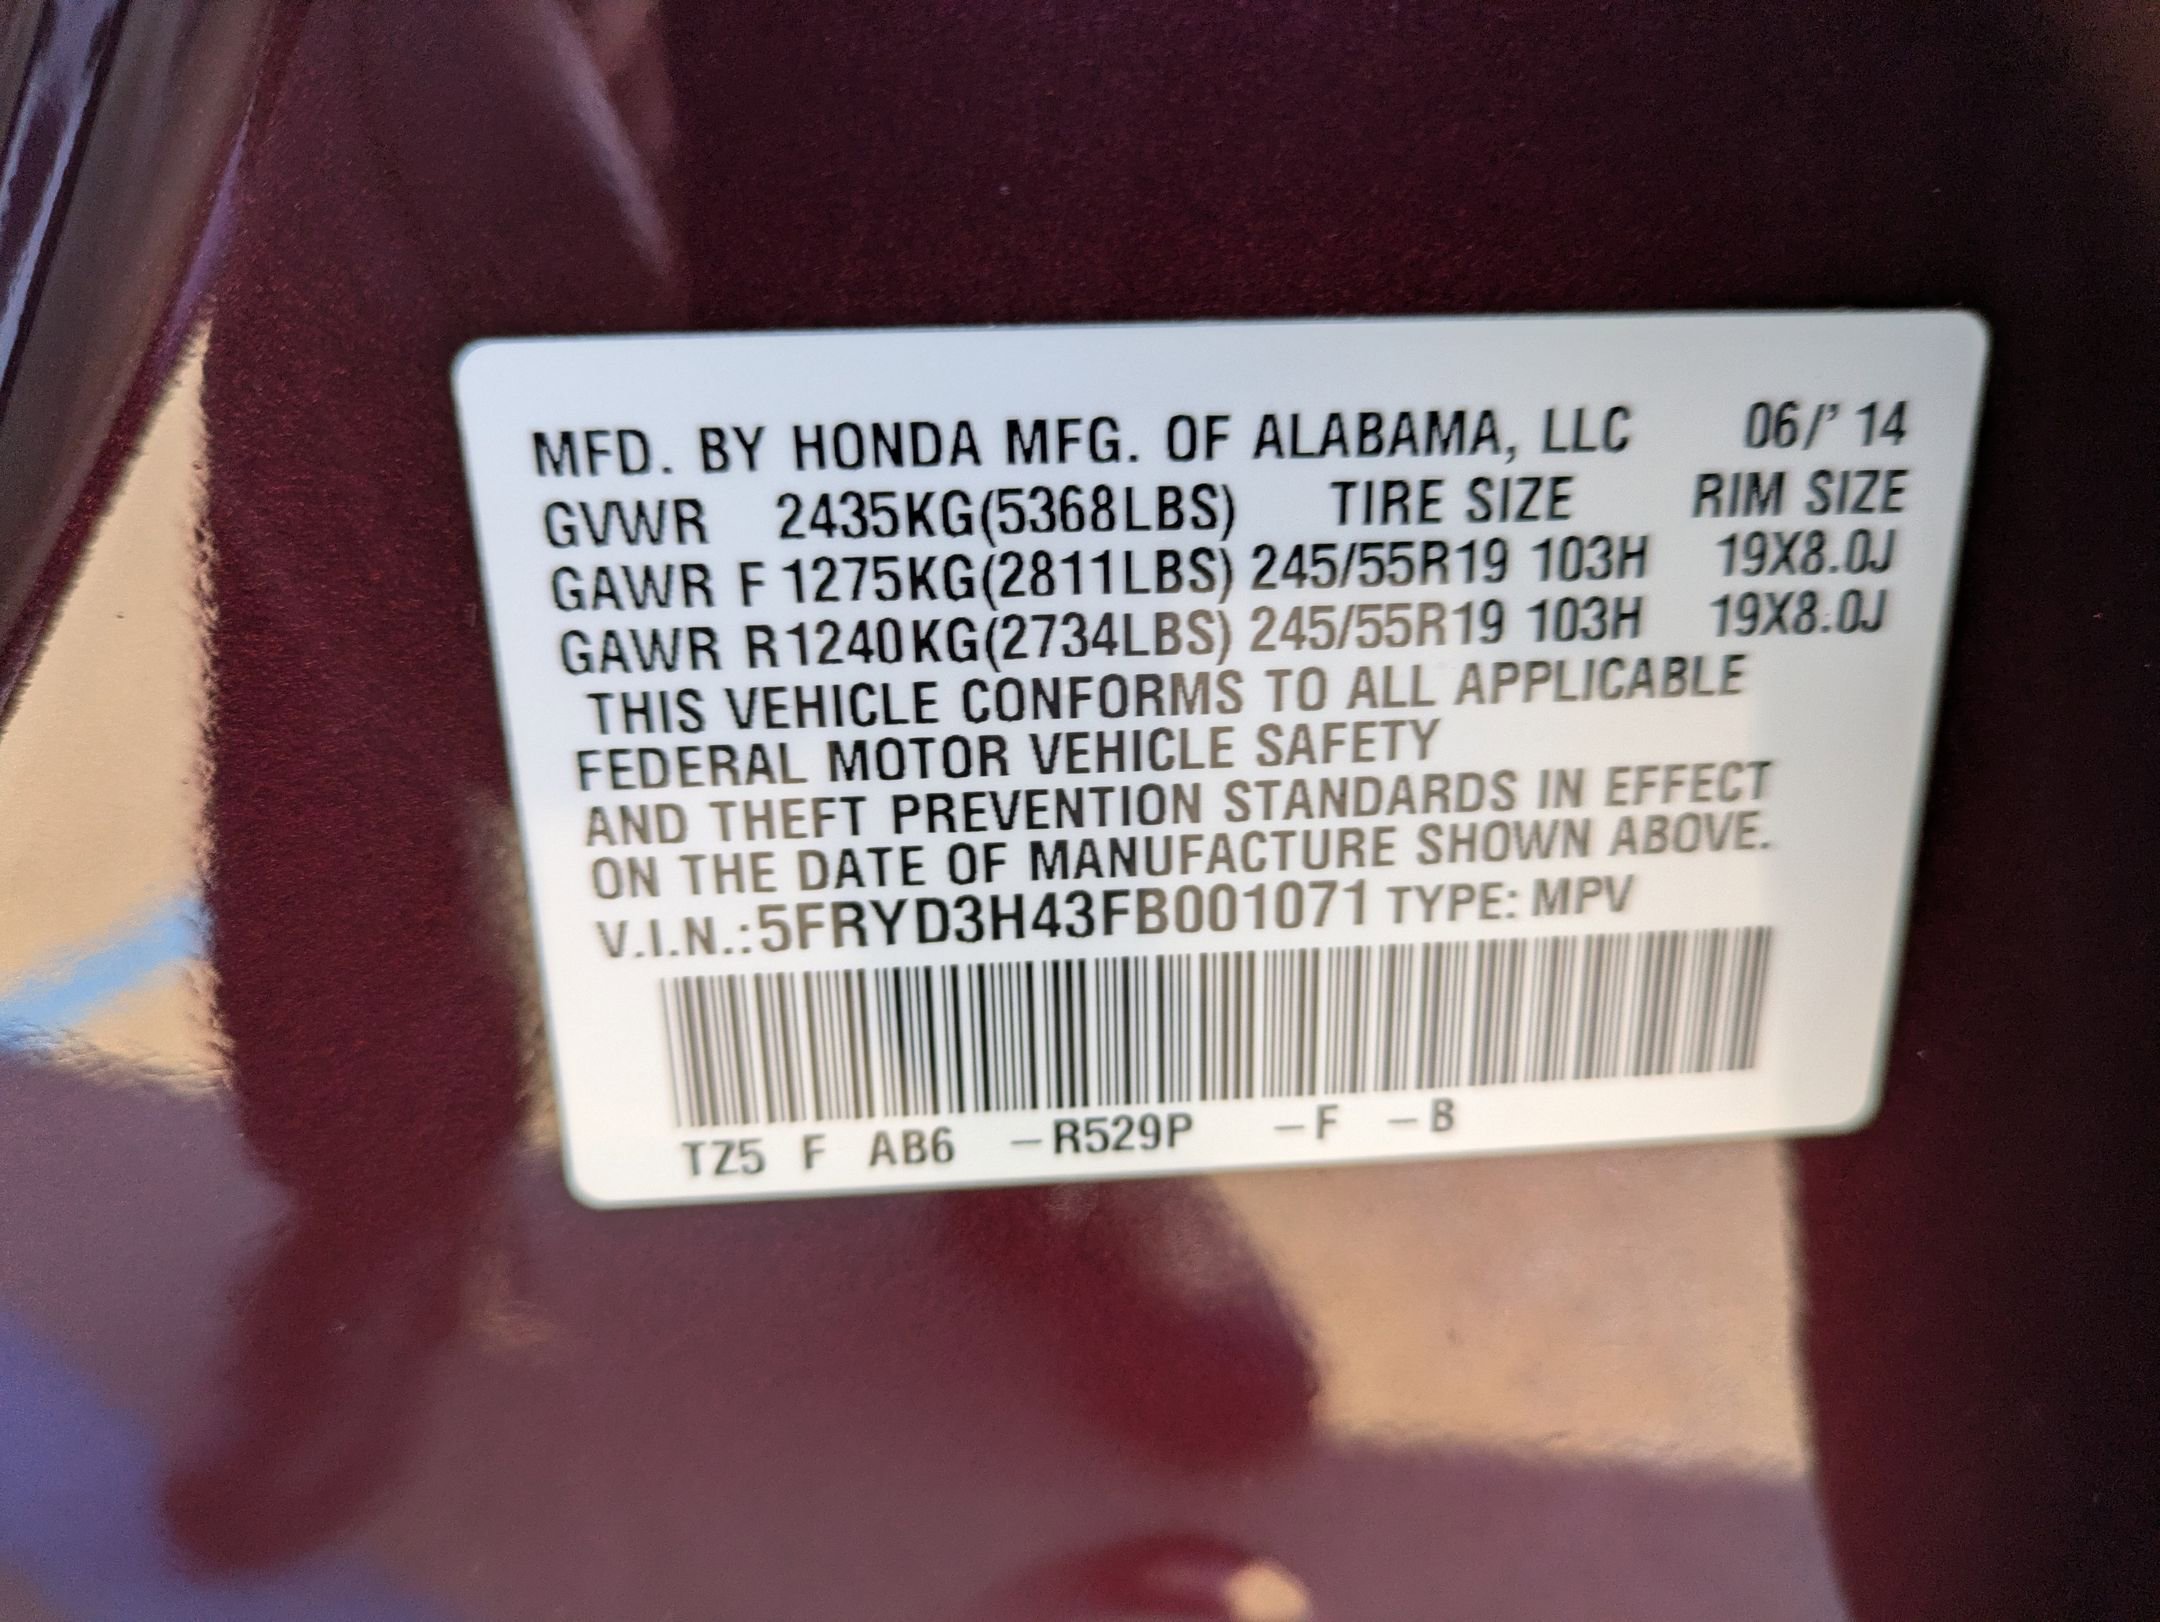 MFD. BY HONDA MFG. OF ALABAMA, LLC 06/' 14
GVWR 2435KG(5368LBS) TIRE SIZE RIM SIZE
GAWR F 1275KG(2811LBS) 245/55R19 103H 19X8.0J
GAWR R 1240KG(2734LBS) 245/55R19 103H 19X8.0J
THIS VEHICLE CONFORMS TO ALL APPLICABLE
FEDERAL MOTOR VEHICLE SAFETY
AND THEFT PREVENTION STANDARDS IN EFFECT
ON THE DATE OF MANUFACTURE SHOWN ABOVE.
V.I.N.:5FRYD3H43FB001071 TYPE: MPV
TZ5 F AB6 –R529P –F –B